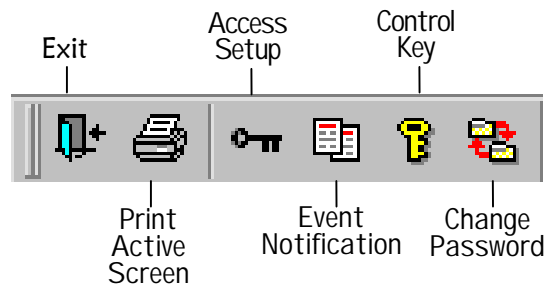 Exit
Access
Setup
Control
Key
Print
Active
Screen
Event
Notification
Change
Password